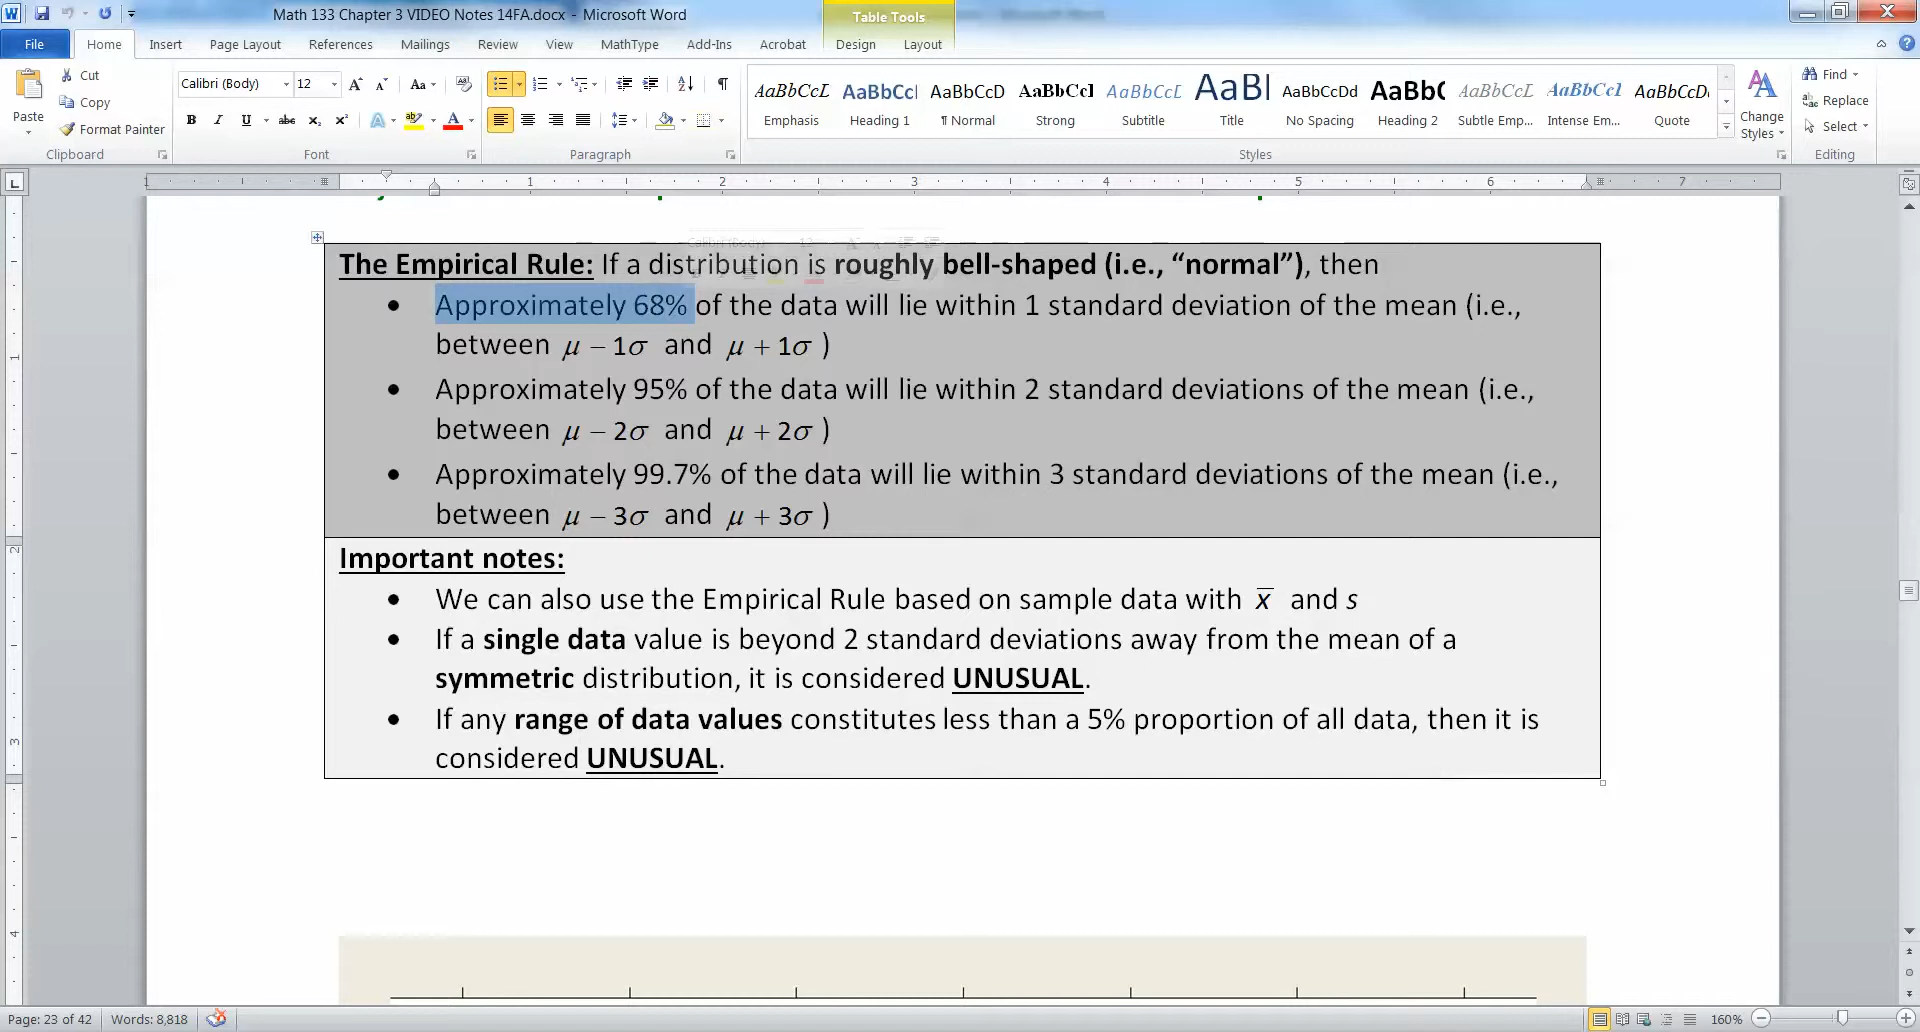 Math 133 Chapter 3 VIDEO Notes 14FA.docx - Microsoft Word
Table Tools
File Home Insert Page Layout References Mailings Review View MathType Add-Ins Acrobat Design Layout
Cut
Copy
Format Painter
Paste
Clipboard
Calibri (Body) 12
Font
Paragraph
AaBbCcL AaBbCcI AaBbCcD AaBbCcI AaBbCcL AaBI AaBbCcDd AaBbC AaBbCcL AaBbCcI AaBbCcD
Emphasis Heading 1 ¶ Normal Strong Subtitle Title No Spacing Heading 2 Subtle Emp... Intense Em... Quote
Styles
Change
Styles
Find
Replace
Select
Editing
1 1 2 3 4 5 6 7
The Empirical Rule: If a distribution is roughly bell-shaped (i.e., “normal”), then
• Approximately 68% of the data will lie within 1 standard deviation of the mean (i.e.,
between μ − 1σ and μ + 1σ )
• Approximately 95% of the data will lie within 2 standard deviations of the mean (i.e.,
between μ − 2σ and μ + 2σ )
• Approximately 99.7% of the data will lie within 3 standard deviations of the mean (i.e.,
between μ − 3σ and μ + 3σ )
Important notes:
• We can also use the Empirical Rule based on sample data with x̅ and s
• If a single data value is beyond 2 standard deviations away from the mean of a
symmetric distribution, it is considered UNUSUAL.
• If any range of data values constitutes less than a 5% proportion of all data, then it is
considered UNUSUAL.
Page: 23 of 42 Words: 8,818 160%